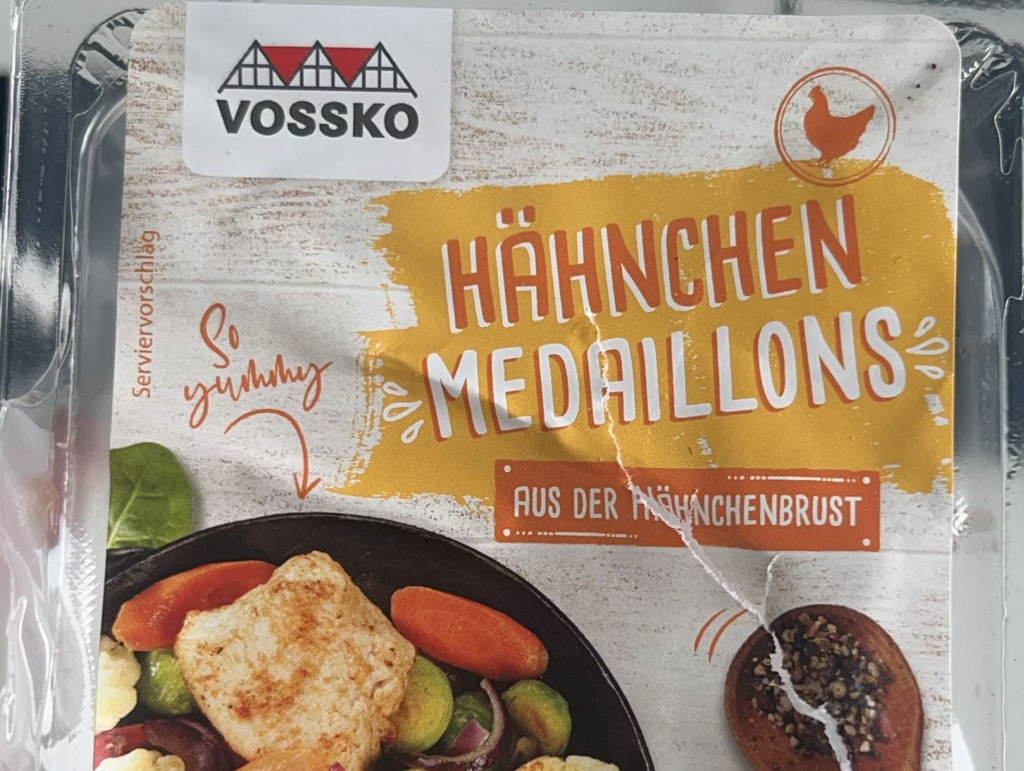 VOSSKO
HÄHNCHEN
MEDAILLONS
AUS DER HÄHNCHENBRUST
Serviervorschlag
So
yummy